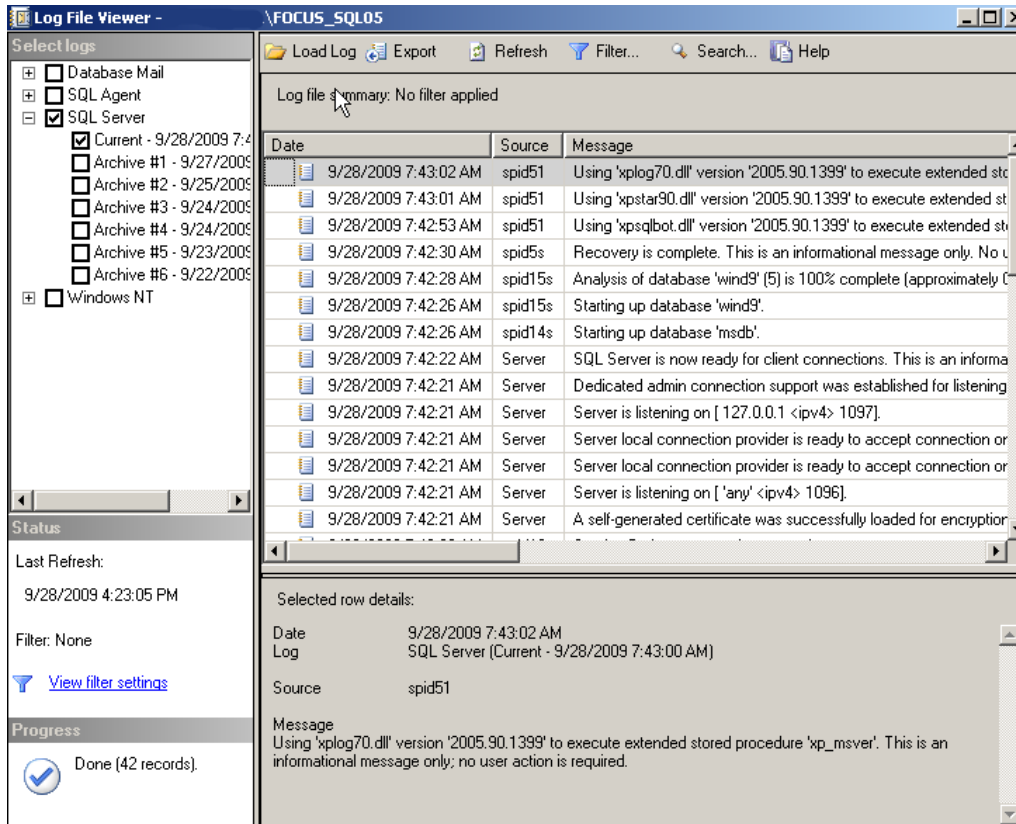 Log File Viewer - \FOCUS_SQL05
Select logs
Database Mail
SQL Agent
SQL Server
Current - 9/28/2009 7:4
Archive #1 - 9/27/2009
Archive #2 - 9/25/2009
Archive #3 - 9/24/2009
Archive #4 - 9/24/2009
Archive #5 - 9/23/2009
Archive #6 - 9/22/2009
Windows NT
Status
Last Refresh:
9/28/2009 4:23:05 PM
Filter: None
View filter settings
Progress
Done (42 records).
Load Log Export Refresh Filter... Search... Help
Log file summary: No filter applied
Date Source Message
9/28/2009 7:43:02 AM spid51 Using 'xplog70.dll' version '2005.90.1399' to execute extended sto
9/28/2009 7:43:01 AM spid51 Using 'xpstar90.dll' version '2005.90.1399' to execute extended st
9/28/2009 7:42:53 AM spid51 Using 'xpsqlbot.dll' version '2005.90.1399' to execute extended sto
9/28/2009 7:42:30 AM spid5s Recovery is complete. This is an informational message only. No u
9/28/2009 7:42:28 AM spid15s Analysis of database 'wind9' (5) is 100% complete (approximately 0
9/28/2009 7:42:26 AM spid15s Starting up database 'wind9'.
9/28/2009 7:42:26 AM spid14s Starting up database 'msdb'.
9/28/2009 7:42:22 AM Server SQL Server is now ready for client connections. This is an informa
9/28/2009 7:42:21 AM Server Dedicated admin connection support was established for listening
9/28/2009 7:42:21 AM Server Server is listening on [ 127.0.0.1 <ipv4> 1097].
9/28/2009 7:42:21 AM Server Server local connection provider is ready to accept connection on
9/28/2009 7:42:21 AM Server Server local connection provider is ready to accept connection on
9/28/2009 7:42:21 AM Server Server is listening on [ 'any' <ipv4> 1096].
9/28/2009 7:42:21 AM Server A self-generated certificate was successfully loaded for encryption
Selected row details:
Date 9/28/2009 7:43:02 AM
Log SQL Server (Current - 9/28/2009 7:43:00 AM)
Source spid51
Message
Using 'xplog70.dll' version '2005.90.1399' to execute extended stored procedure 'xp_msver'. This is an
informational message only; no user action is required.